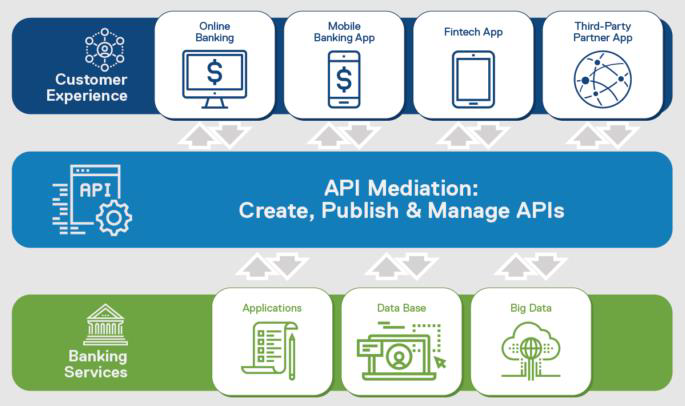 Customer
Experience
Online
Banking
$
Mobile
Banking App
$
Fintech App
Third-Party
Partner App
API
API Mediation:
Create, Publish & Manage APIs
Banking
Services
Applications
Data Base
Big Data